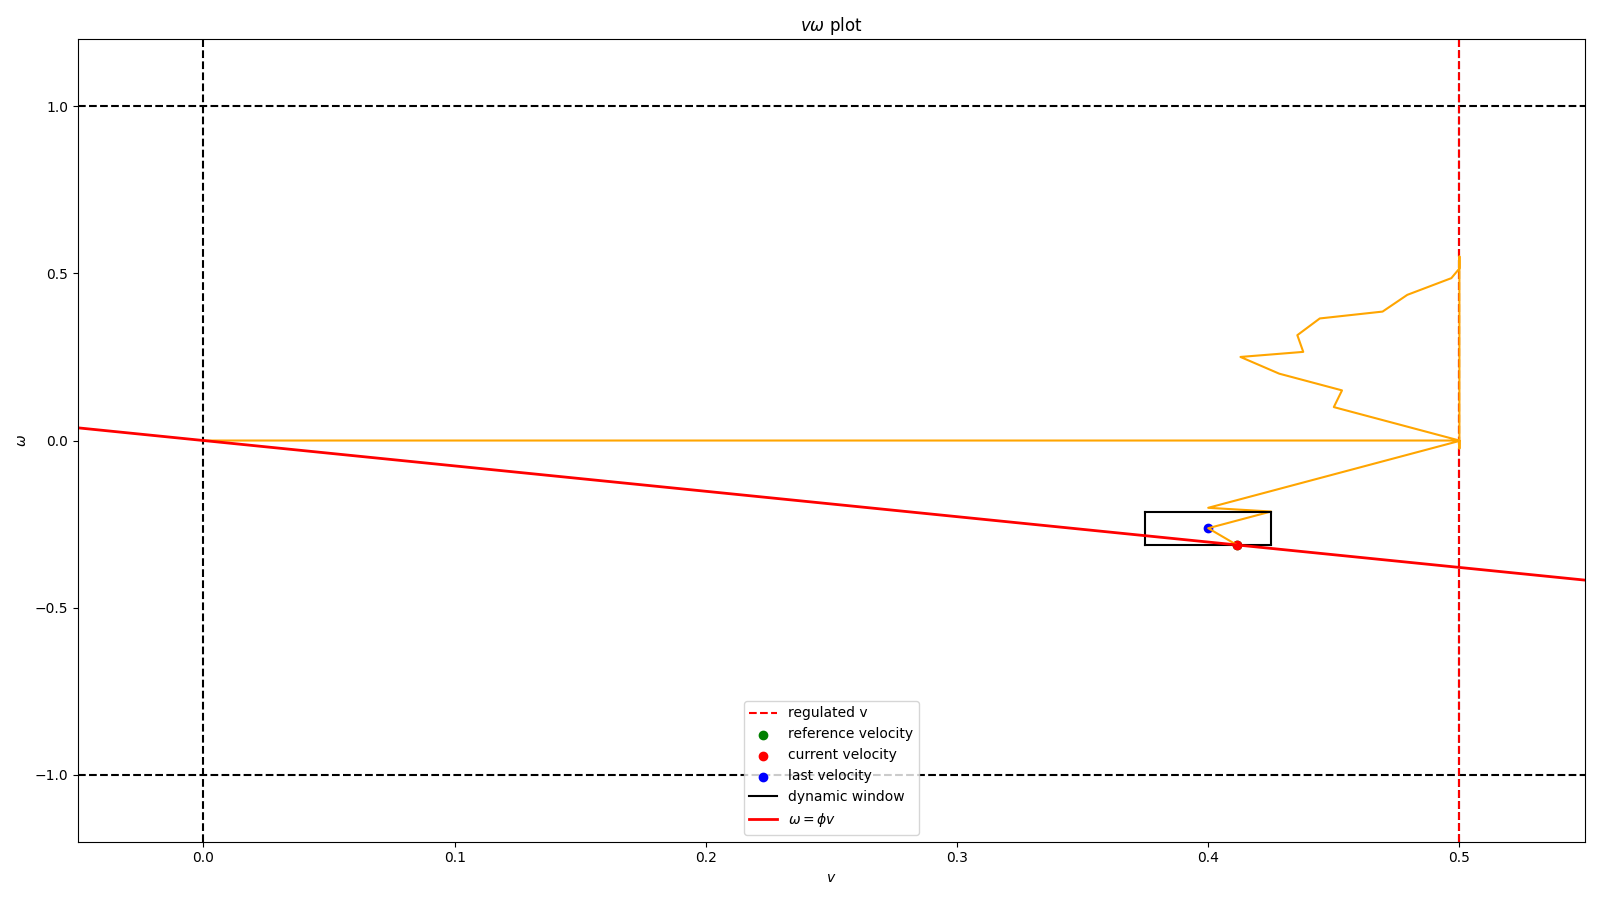 vω plot
1.0
0.5
0.0
−0.5
−1.0
ω
regulated v
reference velocity
current velocity
last velocity
dynamic window
ω = ϕv
0.0 0.1 0.2 0.3 0.4 0.5
v